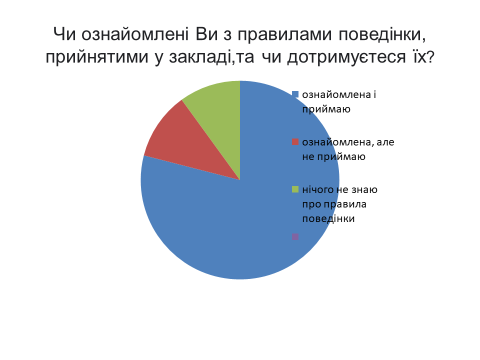 Чи ознайомлені Ви з правилами поведінки,
прийнятими у закладі,та чи дотримуєтеся їх?
ознайомлена і
приймаю
ознайомлена, але
не приймаю
нічого не знаю
про правила
поведінки